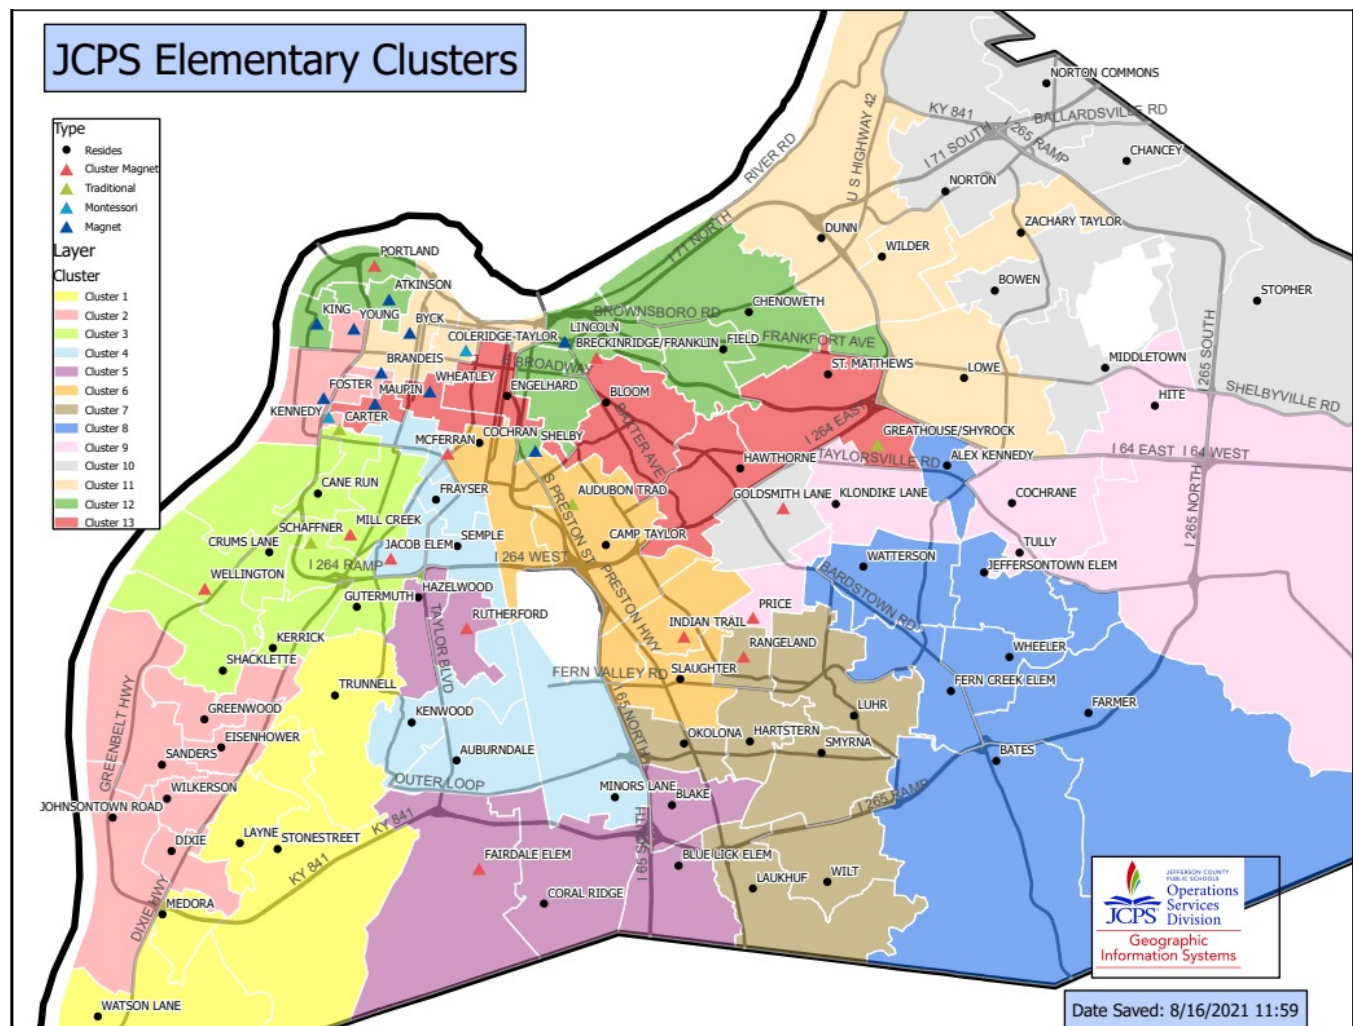 JCPS Elementary Clusters
Type
Resides
Cluster Magnet
Traditional
Montessori
Magnet
Layer
Cluster
Cluster 1
Cluster 2
Cluster 3
Cluster 4
Cluster 5
Cluster 6
Cluster 7
Cluster 8
Cluster 9
Cluster 10
Cluster 11
Cluster 12
Cluster 13
NORTON COMMONS
KY 841
BALLARDSVILLE RD
U S HIGHWAY 42
I 71 SOUTH
I 265 RAMP
CHANCEY
RIVER RD
NORTON
ZACHARY TAYLOR
I 71 NORTH
DUNN
WILDER
PORTLAND
BOWEN
ATKINSON
STOPHER
KING
YOUNG
BYCK
BROWNSBORO RD
CHENOWETH
LINCOLN
COLERIDGE-TAYLOR
BRECKINRIDGE/FRANKLIN
FIELD
FRANKFORT AVE
I 265 SOUTH
BRANDEIS
E BROADWAY
ST. MATTHEWS
MIDDLETOWN
LOWE
FOSTER
MAUPIN
WHEATLEY
ENGELHARD
BLOOM
SHELBYVILLE RD
HITE
KENNEDY
CARTER
BAXTER AVE
I 264 EAST
MCFERRAN
COCHRAN
SHELBY
GREATHOUSE/SHYROCK
TAYLORSVILLE RD
ALEX KENNEDY
I 64 EAST
I 64 WEST
HAWTHORNE
CANE RUN
FRAYSER
S PRESTON ST
AUDUBON TRAD
GOLDSMITH LANE
KLONDIKE LANE
COCHRANE
I 265 NORTH
SCHAFFNER
MILL CREEK
CRUMS LANE
JACOB ELEM
SEMPLE
CAMP TAYLOR
TULLY
I 264 RAMP
I 264 WEST
WATTERSON
JEFFERSONTOWN ELEM
WELLINGTON
HAZELWOOD
PRESTON HWY
BARDSTOWN RD
GUTERMUTH
TAYLOR BLVD
RUTHERFORD
PRICE
INDIAN TRAIL
KERRICK
RANGELAND
WHEELER
SHACKLETTE
FERN VALLEY RD
SLAUGHTER
TRUNNELL
FERN CREEK ELEM
GREENBELT HWY
GREENWOOD
KENWOOD
I 65 NORTH
LUHR
FARMER
EISENHOWER
OKOLONA
HARTSTERN
SMYRNA
SANDERS
AUBURNDALE
BATES
WILKERSON
OUTER LOOP
MINORS LANE
BLAKE
I 265 RAMP
JOHNSONTOWN ROAD
KY 841
DIXIE
LAYNE
STONESTREET
KY 841
I 65 SOUTH
FAIRDALE ELEM
BLUE LICK ELEM
LAUKHUF
WILT
CORAL RIDGE
MEDORA
DIXIE HWY
WATSON LANE
JEFFERSON COUNTY
PUBLIC SCHOOLS
JCPS
Operations
Services
Division
Geographic
Information Systems
Date Saved: 8/16/2021 11:59